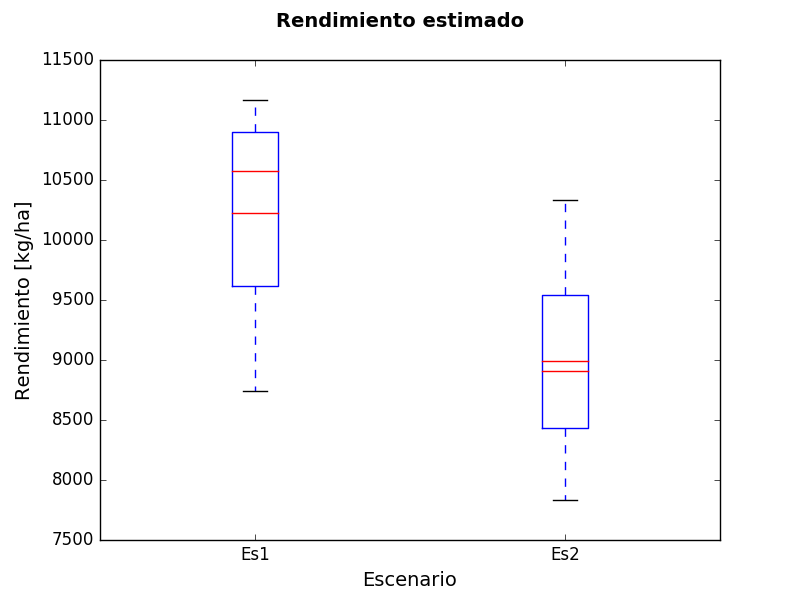 Rendimiento estimado
11500
11000
10500
10000
9500
9000
8500
8000
7500
Rendimiento [kg/ha]
Es1
Es2
Escenario